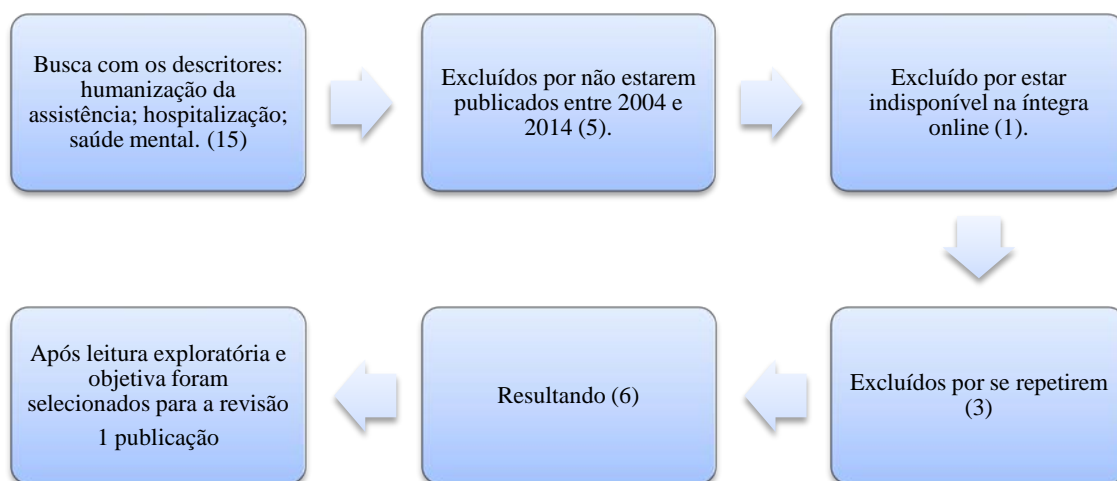 Busca com os descritores:
humanização da
assistência; hospitalização;
saúde mental. (15)
Excluídos por não estarem
publicados entre 2004 e
2014 (5).
Excluído por estar
indisponível na íntegra
online (1).
Excluídos por se repetirem
(3)
Resultando (6)
Após leitura exploratória e
objetiva foram
selecionados para a revisão
1 publicação